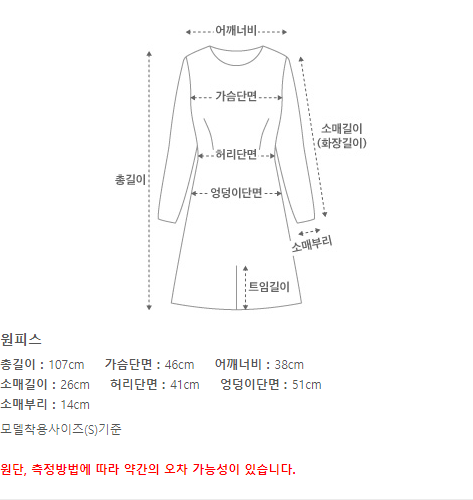 어깨너비
가슴단면
소매길이
(화장길이)
허리단면
총길이
엉덩이단면
소매부리
트임길이
원피스
총길이 : 107cm 가슴단면 : 46cm 어깨너비 : 38cm
소매길이 : 26cm 허리단면 : 41cm 엉덩이단면 : 51cm
소매부리 : 14cm
모델착용사이즈(S)기준
원단, 측정방법에 따라 약간의 오차 가능성이 있습니다.